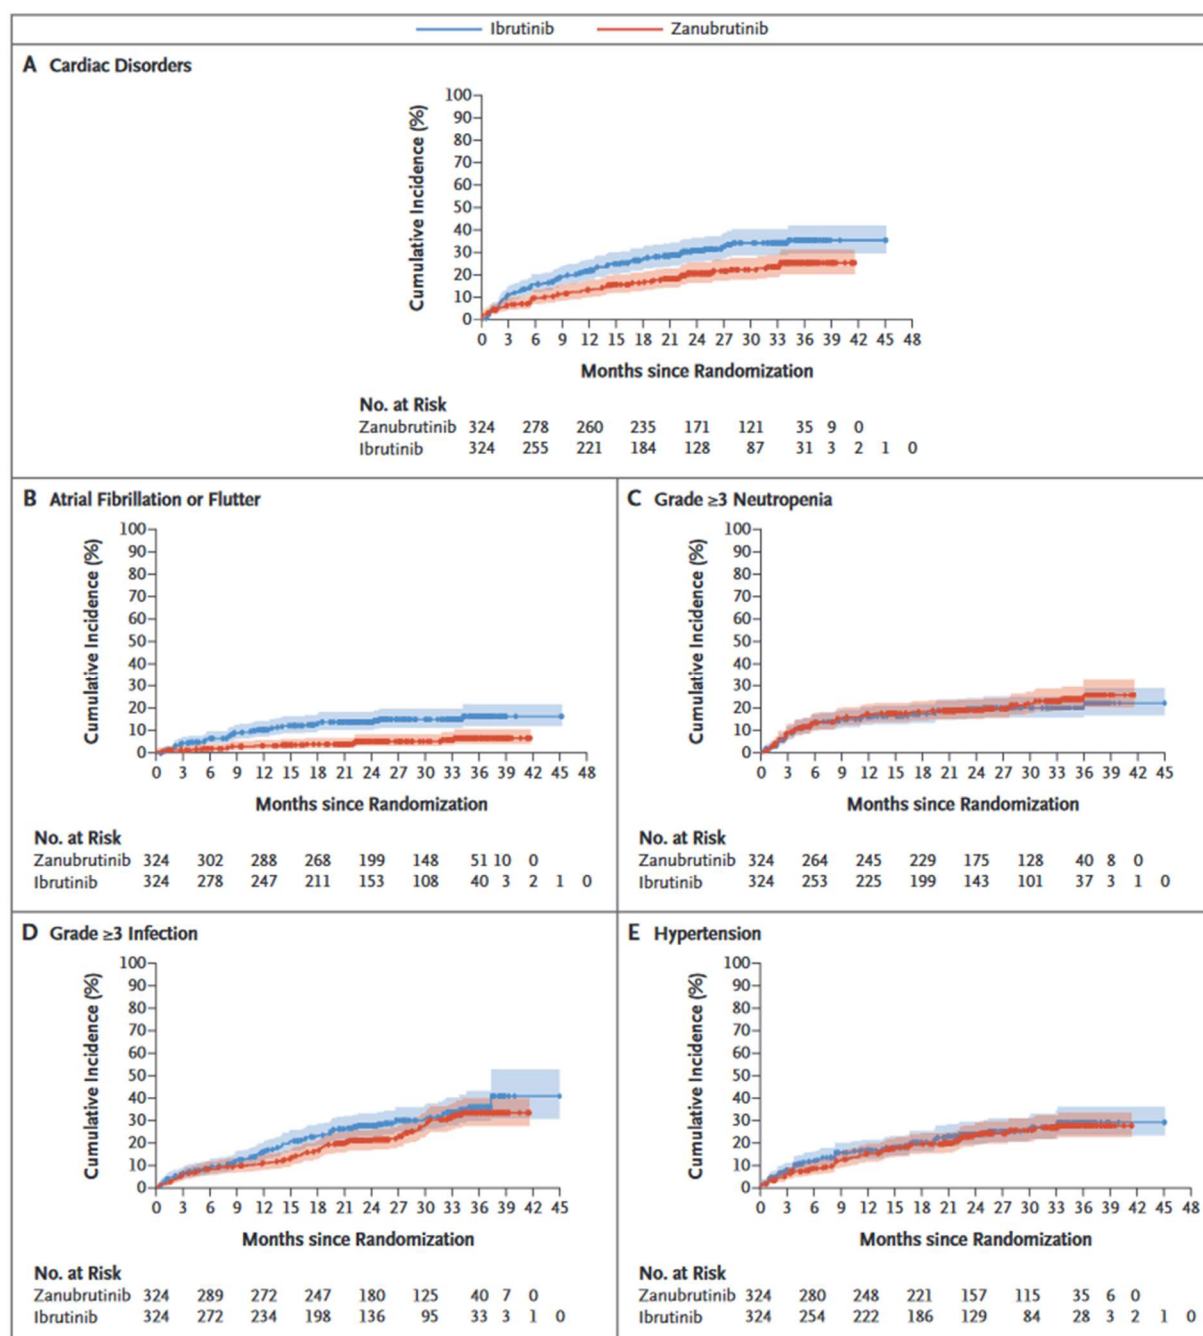 Ibrutinib Zanubrutinib
A Cardiac Disorders
Cumulative Incidence (%)
100
90
80
70
60
50
40
30
20
10
0
0 3 6 9 12 15 18 21 24 27 30 33 36 39 42 45 48
Months since Randomization
No. at Risk
Zanubrutinib 324 278 260 235 171 121 35 9 0
Ibrutinib 324 255 221 184 128 87 31 3 2 1 0
B Atrial Fibrillation or Flutter
Cumulative Incidence (%)
100
90
80
70
60
50
40
30
20
10
0
0 3 6 9 12 15 18 21 24 27 30 33 36 39 42 45 48
Months since Randomization
No. at Risk
Zanubrutinib 324 302 288 268 199 148 51 10 0
Ibrutinib 324 278 247 211 153 108 40 3 2 1 0
C Grade ≥3 Neutropenia
Cumulative Incidence (%)
100
90
80
70
60
50
40
30
20
10
0
0 3 6 9 12 15 18 21 24 27 30 33 36 39 42 45
Months since Randomization
No. at Risk
Zanubrutinib 324 264 245 229 175 128 40 8 0
Ibrutinib 324 253 225 199 143 101 37 3 1 0
D Grade ≥3 Infection
Cumulative Incidence (%)
100
90
80
70
60
50
40
30
20
10
0
0 3 6 9 12 15 18 21 24 27 30 33 36 39 42 45
Months since Randomization
No. at Risk
Zanubrutinib 324 289 272 247 180 125 40 7 0
Ibrutinib 324 272 234 198 136 95 33 3 1 0
E Hypertension
Cumulative Incidence (%)
100
90
80
70
60
50
40
30
20
10
0
0 3 6 9 12 15 18 21 24 27 30 33 36 39 42 45 48
Months since Randomization
No. at Risk
Zanubrutinib 324 280 248 221 157 115 35 6 0
Ibrutinib 324 254 222 186 129 84 28 3 2 1 0